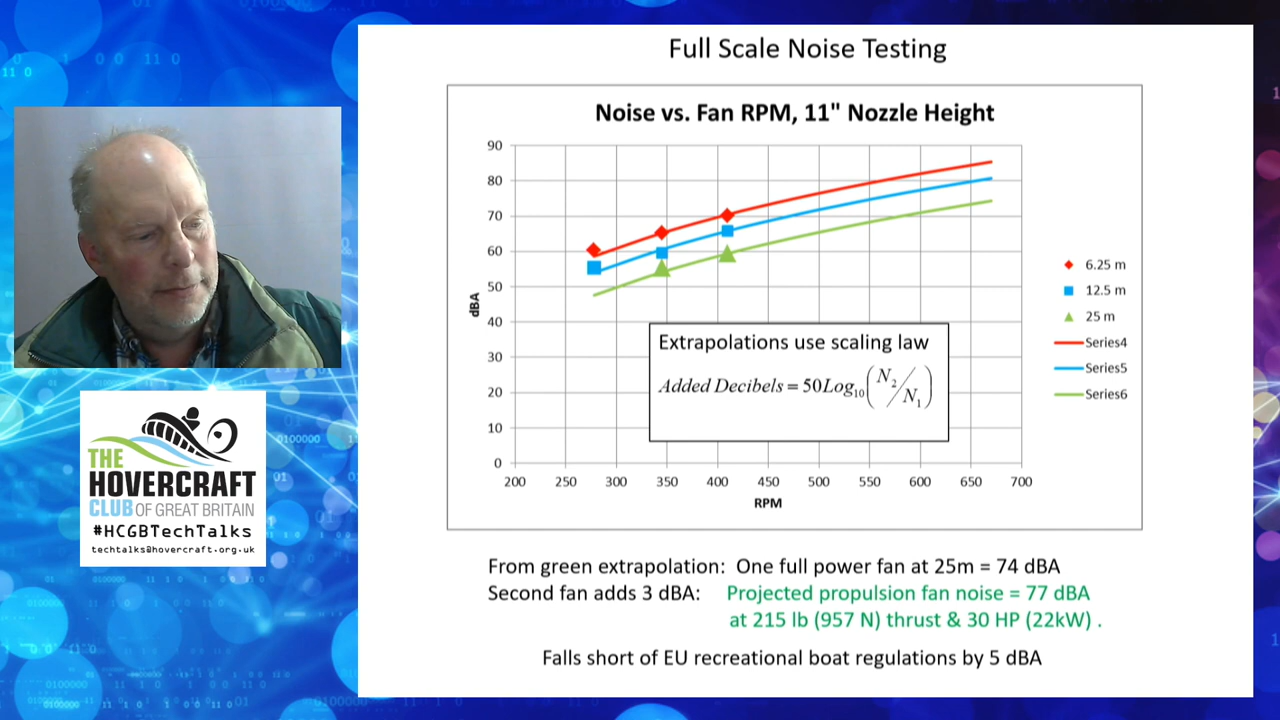 Full Scale Noise Testing
Noise vs. Fan RPM, 11" Nozzle Height
90
80
70
60
50
40
30
20
10
0
dBA
200 250 300 350 400 450 500 550 600 650 700
RPM
Extrapolations use scaling law
Added Decibels = 50Log10(N2/N1)
6.25 m
12.5 m
25 m
Series4
Series5
Series6
From green extrapolation: One full power fan at 25m = 74 dBA
Second fan adds 3 dBA: Projected propulsion fan noise = 77 dBA
at 215 lb (957 N) thrust & 30 HP (22kW) .
Falls short of EU recreational boat regulations by 5 dBA
THE
HOVERCRAFT
CLUB OF GREAT BRITAIN
#HCGBTechTalks
techtalks@hovercraft.org.uk